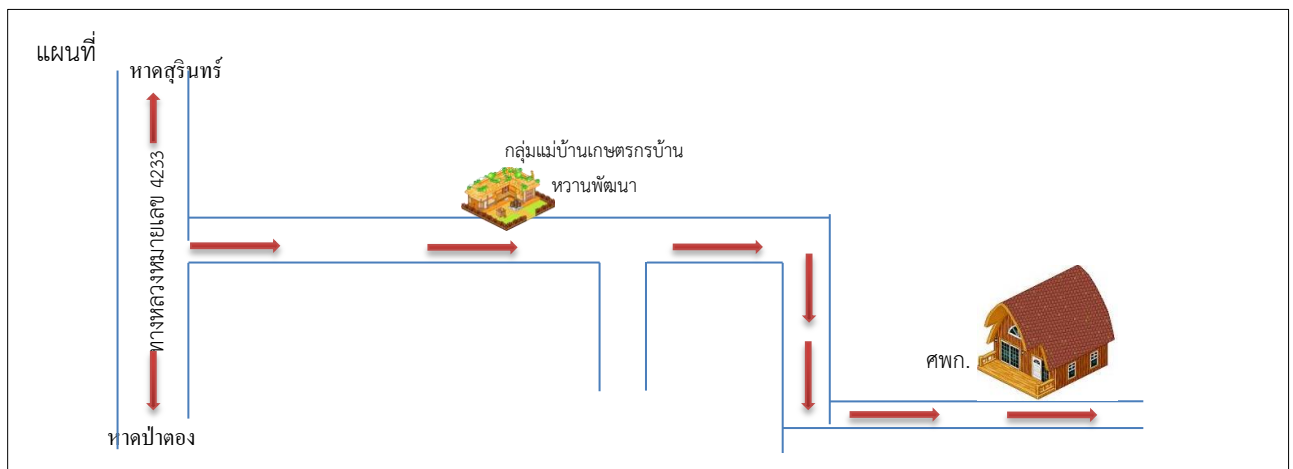 แผนที่
หาดสุรินทร์
ทางหลวงหมายเลข 4233
กลุ่มแม่บ้านเกษตรกรบ้าน
หวานพัฒนา
ศพก.
หาดป่าตอง